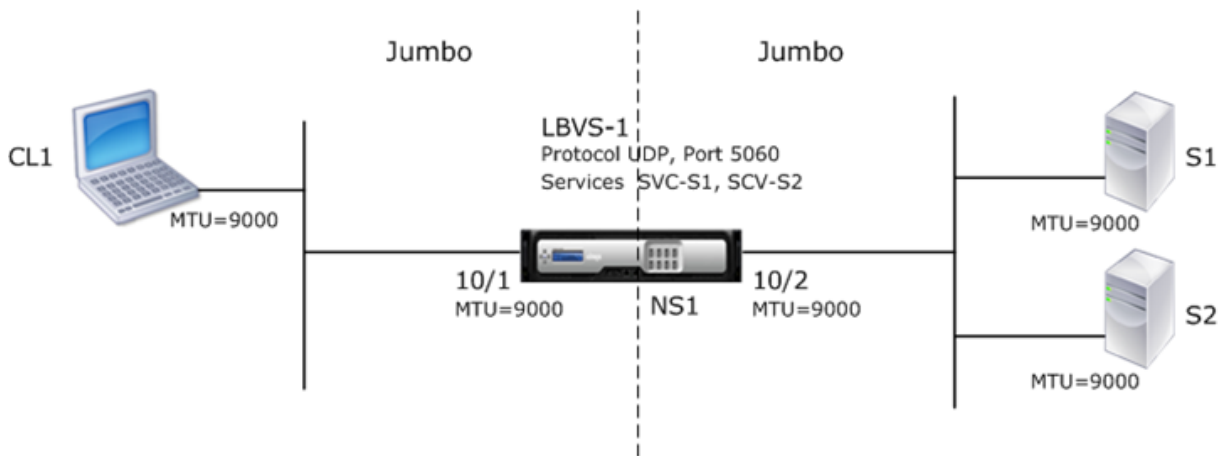 Jumbo
Jumbo
CL1
MTU=9000
LBVS-1
Protocol UDP, Port 5060
Services SVC-S1, SCV-S2
10/1
MTU=9000
NS1
10/2
MTU=9000
S1
MTU=9000
S2
MTU=9000